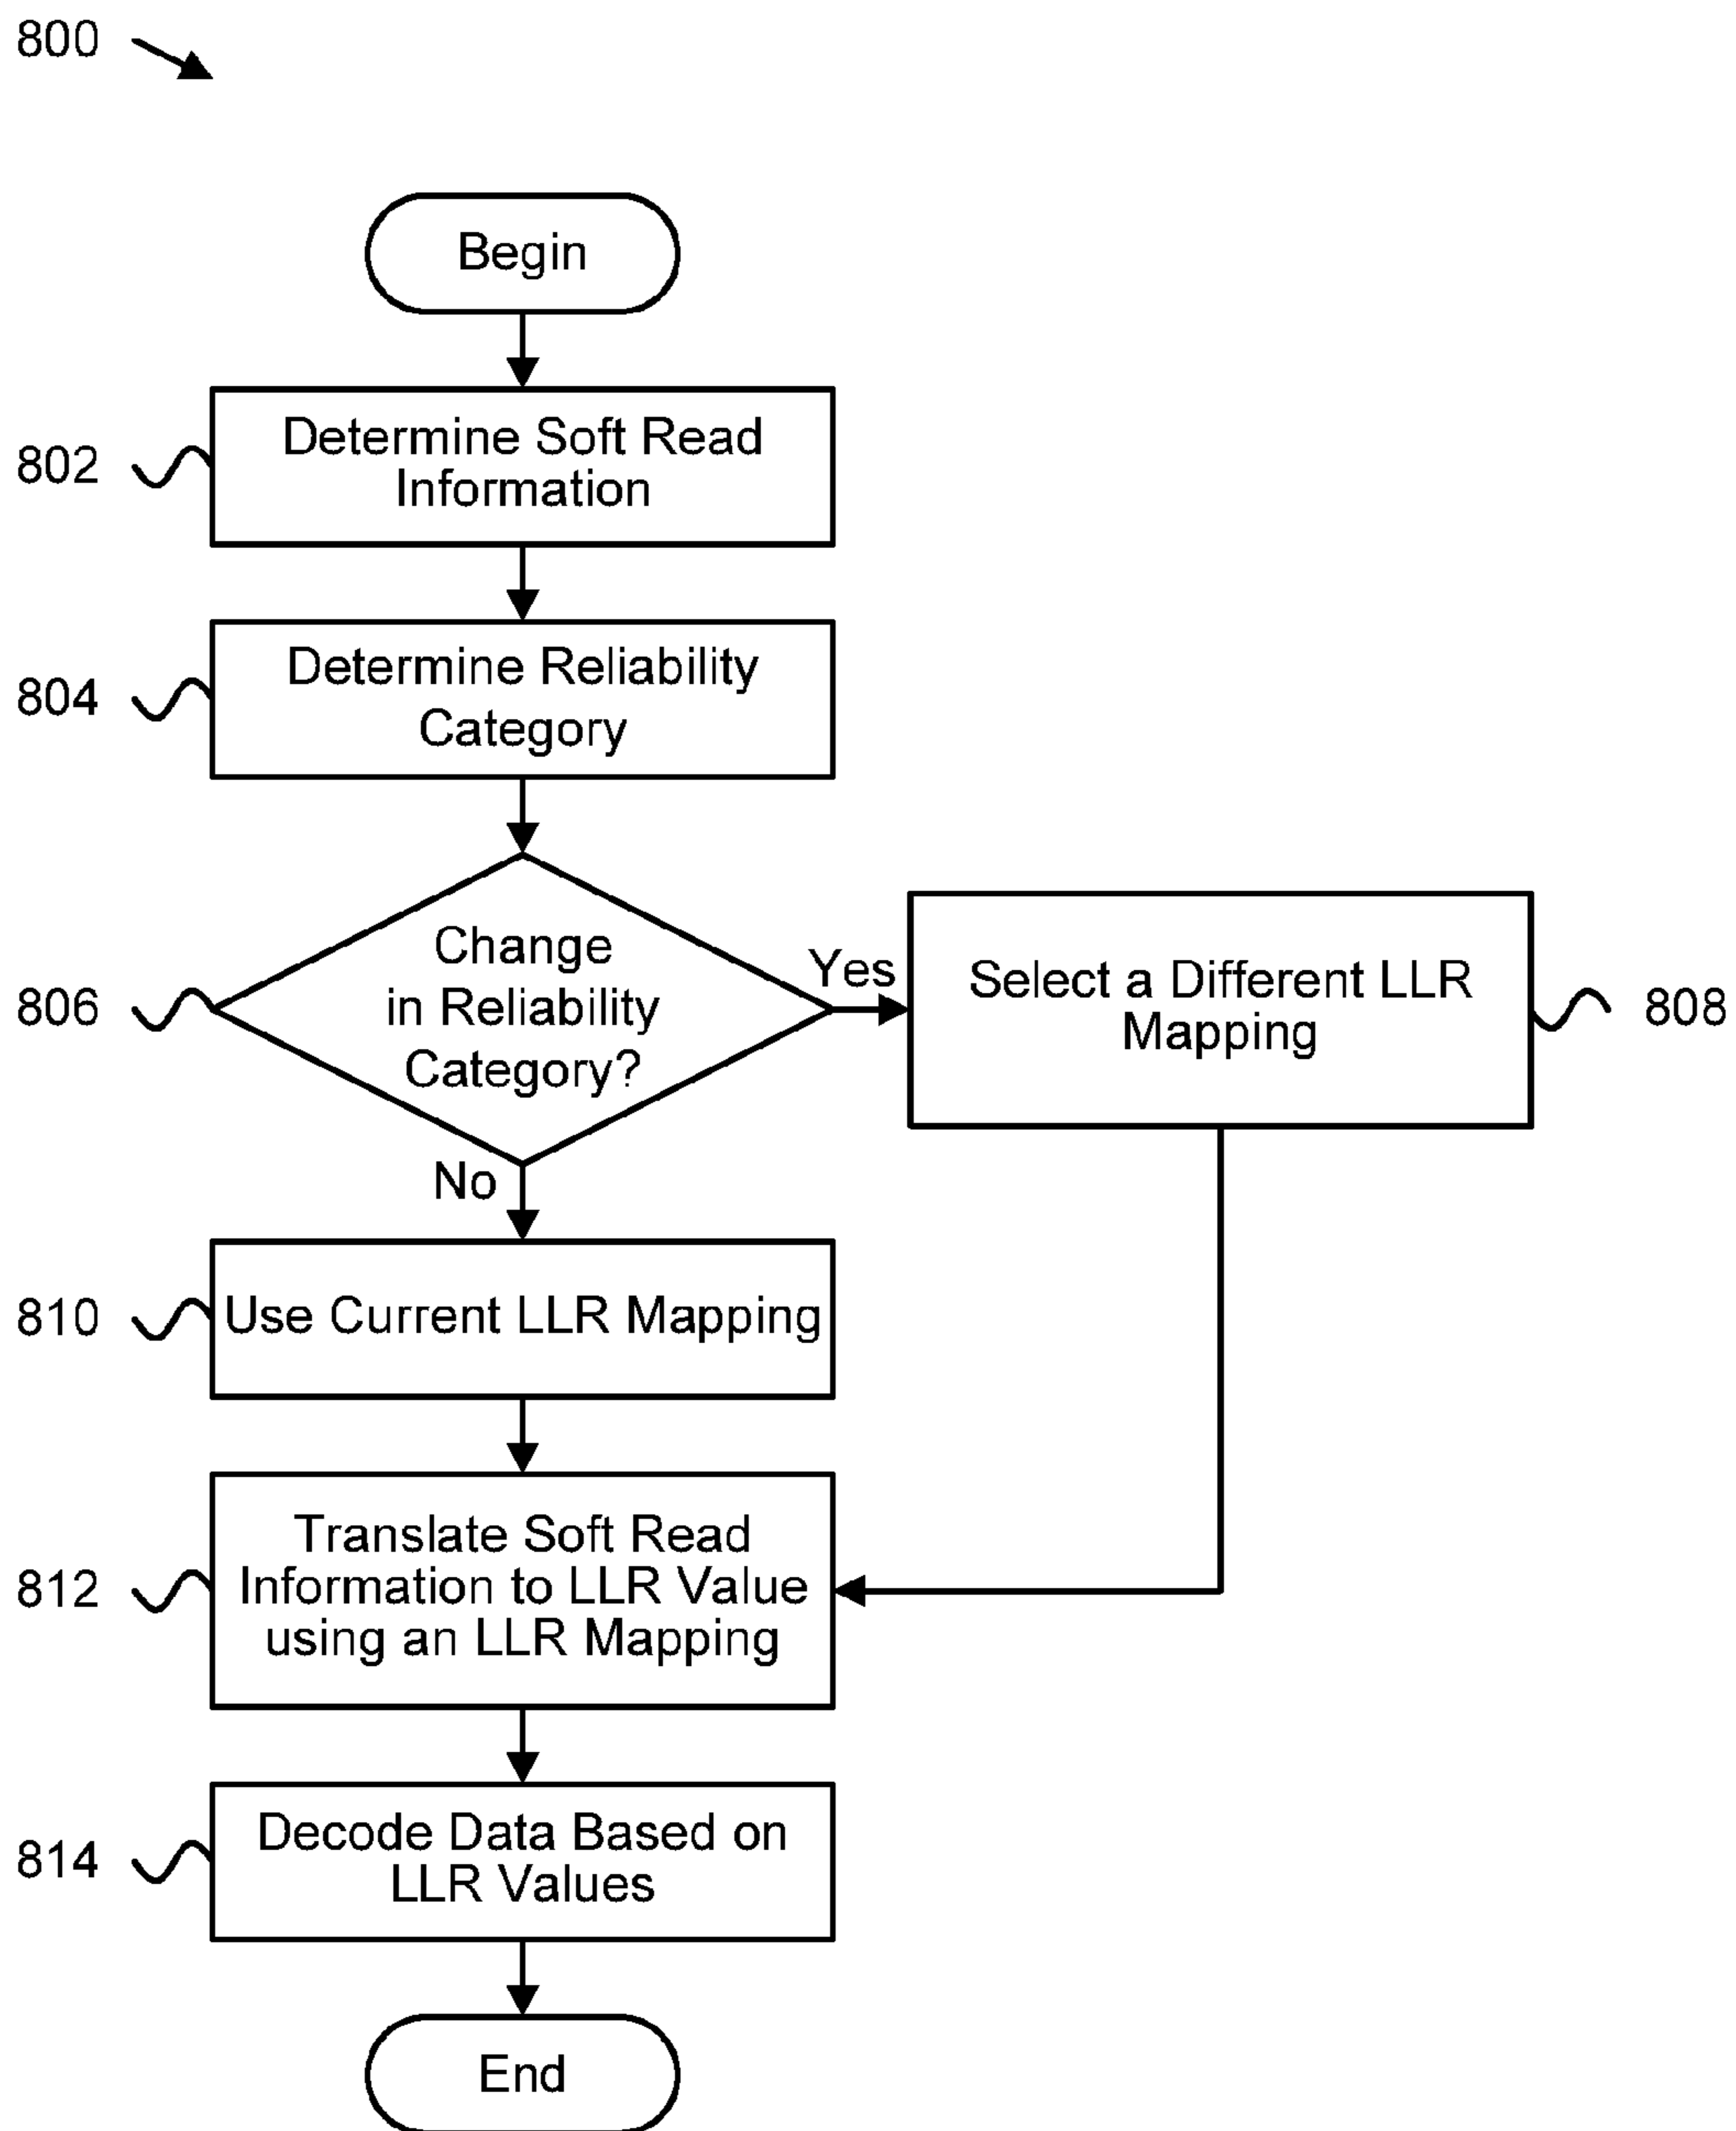 800
Begin
802
Determine Soft Read
Information
804
Determine Reliability
Category
806
Change
in Reliability
Category?
Yes
Select a Different LLR
Mapping
808
No
810
Use Current LLR Mapping
812
Translate Soft Read
Information to LLR Value
using an LLR Mapping
814
Decode Data Based on
LLR Values
End